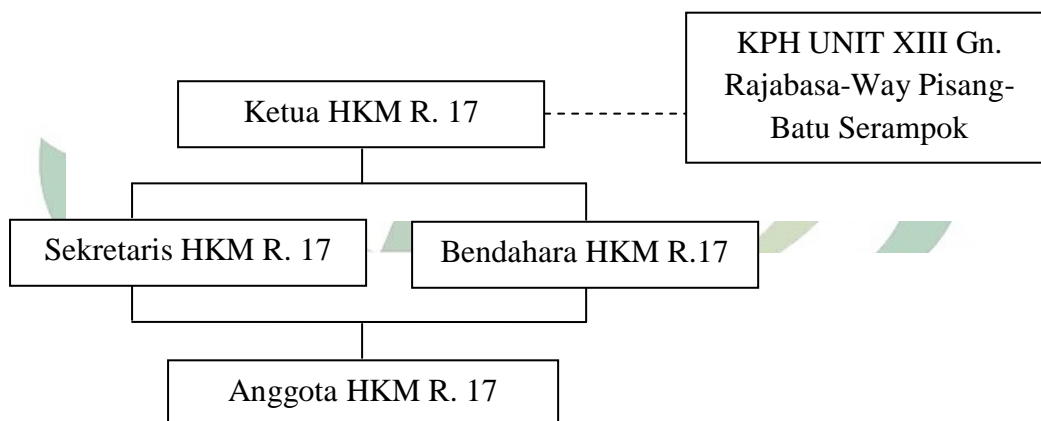 KPH UNIT XIII Gn.
Rajabasa-Way Pisang-
Batu Serampok
Ketua HKM R. 17
Sekretaris HKM R. 17
Bendahara HKM R.17
Anggota HKM R. 17